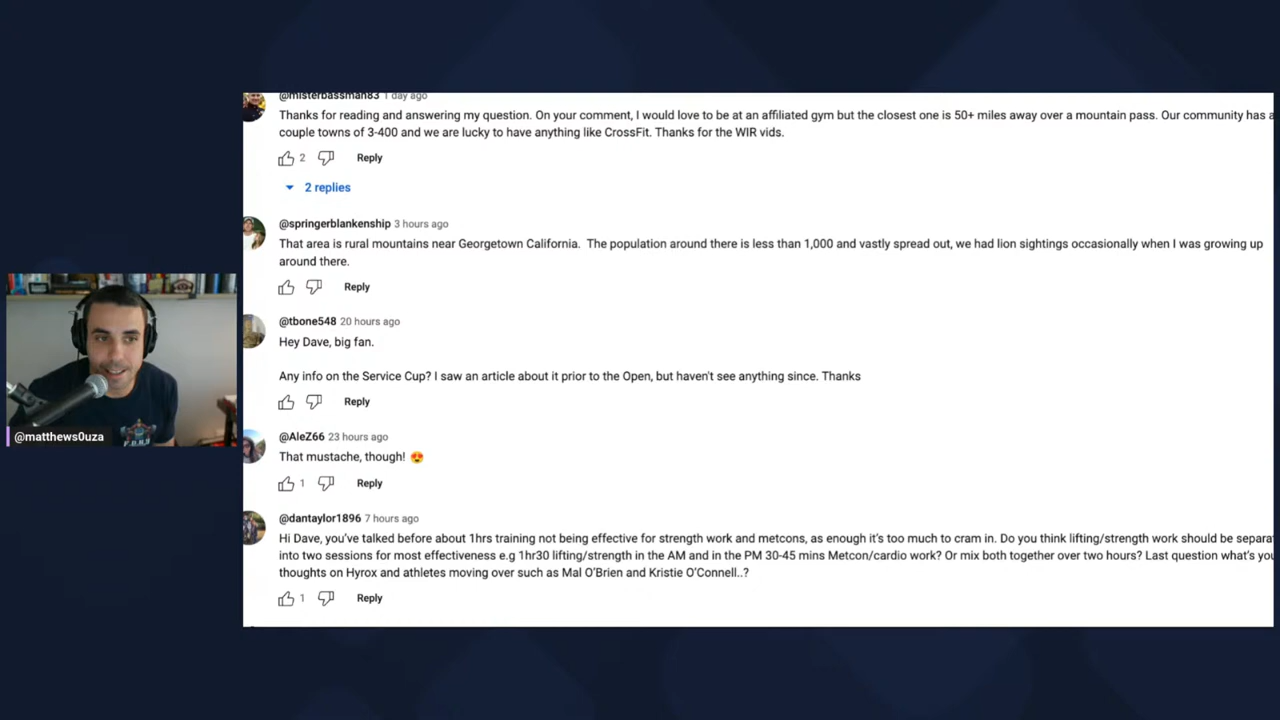 @misterbassman83 1 day ago
Thanks for reading and answering my question. On your comment, I would love to be at an affiliated gym but the closest one is 50+ miles away over a mountain pass. Our community has a
couple towns of 3-400 and we are lucky to have anything like CrossFit. Thanks for the WIR vids.
2 Reply
2 replies
@springerblankenship 3 hours ago
That area is rural mountains near Georgetown California. The population around there is less than 1,000 and vastly spread out, we had lion sightings occasionally when I was growing up
around there.
Reply
@tbone548 20 hours ago
Hey Dave, big fan.
Any info on the Service Cup? I saw an article about it prior to the Open, but haven't see anything since. Thanks
Reply
@matthews0uza
@AleZ66 23 hours ago
That mustache, though! 😍
1 Reply
@dantaylor1896 7 hours ago
Hi Dave, you've talked before about 1hrs training not being effective for strength work and metcons, as enough it's too much to cram in. Do you think lifting/strength work should be separat
into two sessions for most effectiveness e.g 1hr30 lifting/strength in the AM and in the PM 30-45 mins Metcon/cardio work? Or mix both together over two hours? Last question what's you
thoughts on Hyrox and athletes moving over such as Mal O'Brien and Kristie O'Connell..?
1 Reply